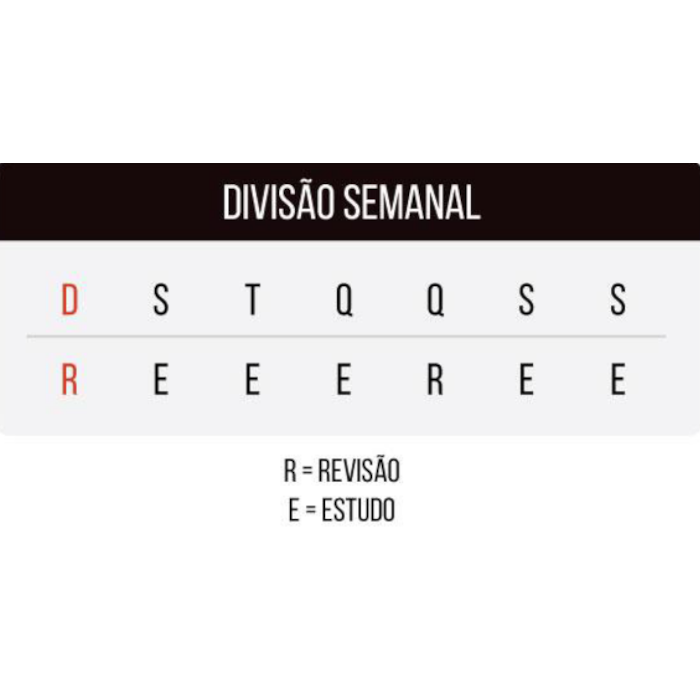 DIVISÃO SEMANAL
D S T Q Q S S
R E E E R E E
R = REVISÃO
E = ESTUDO